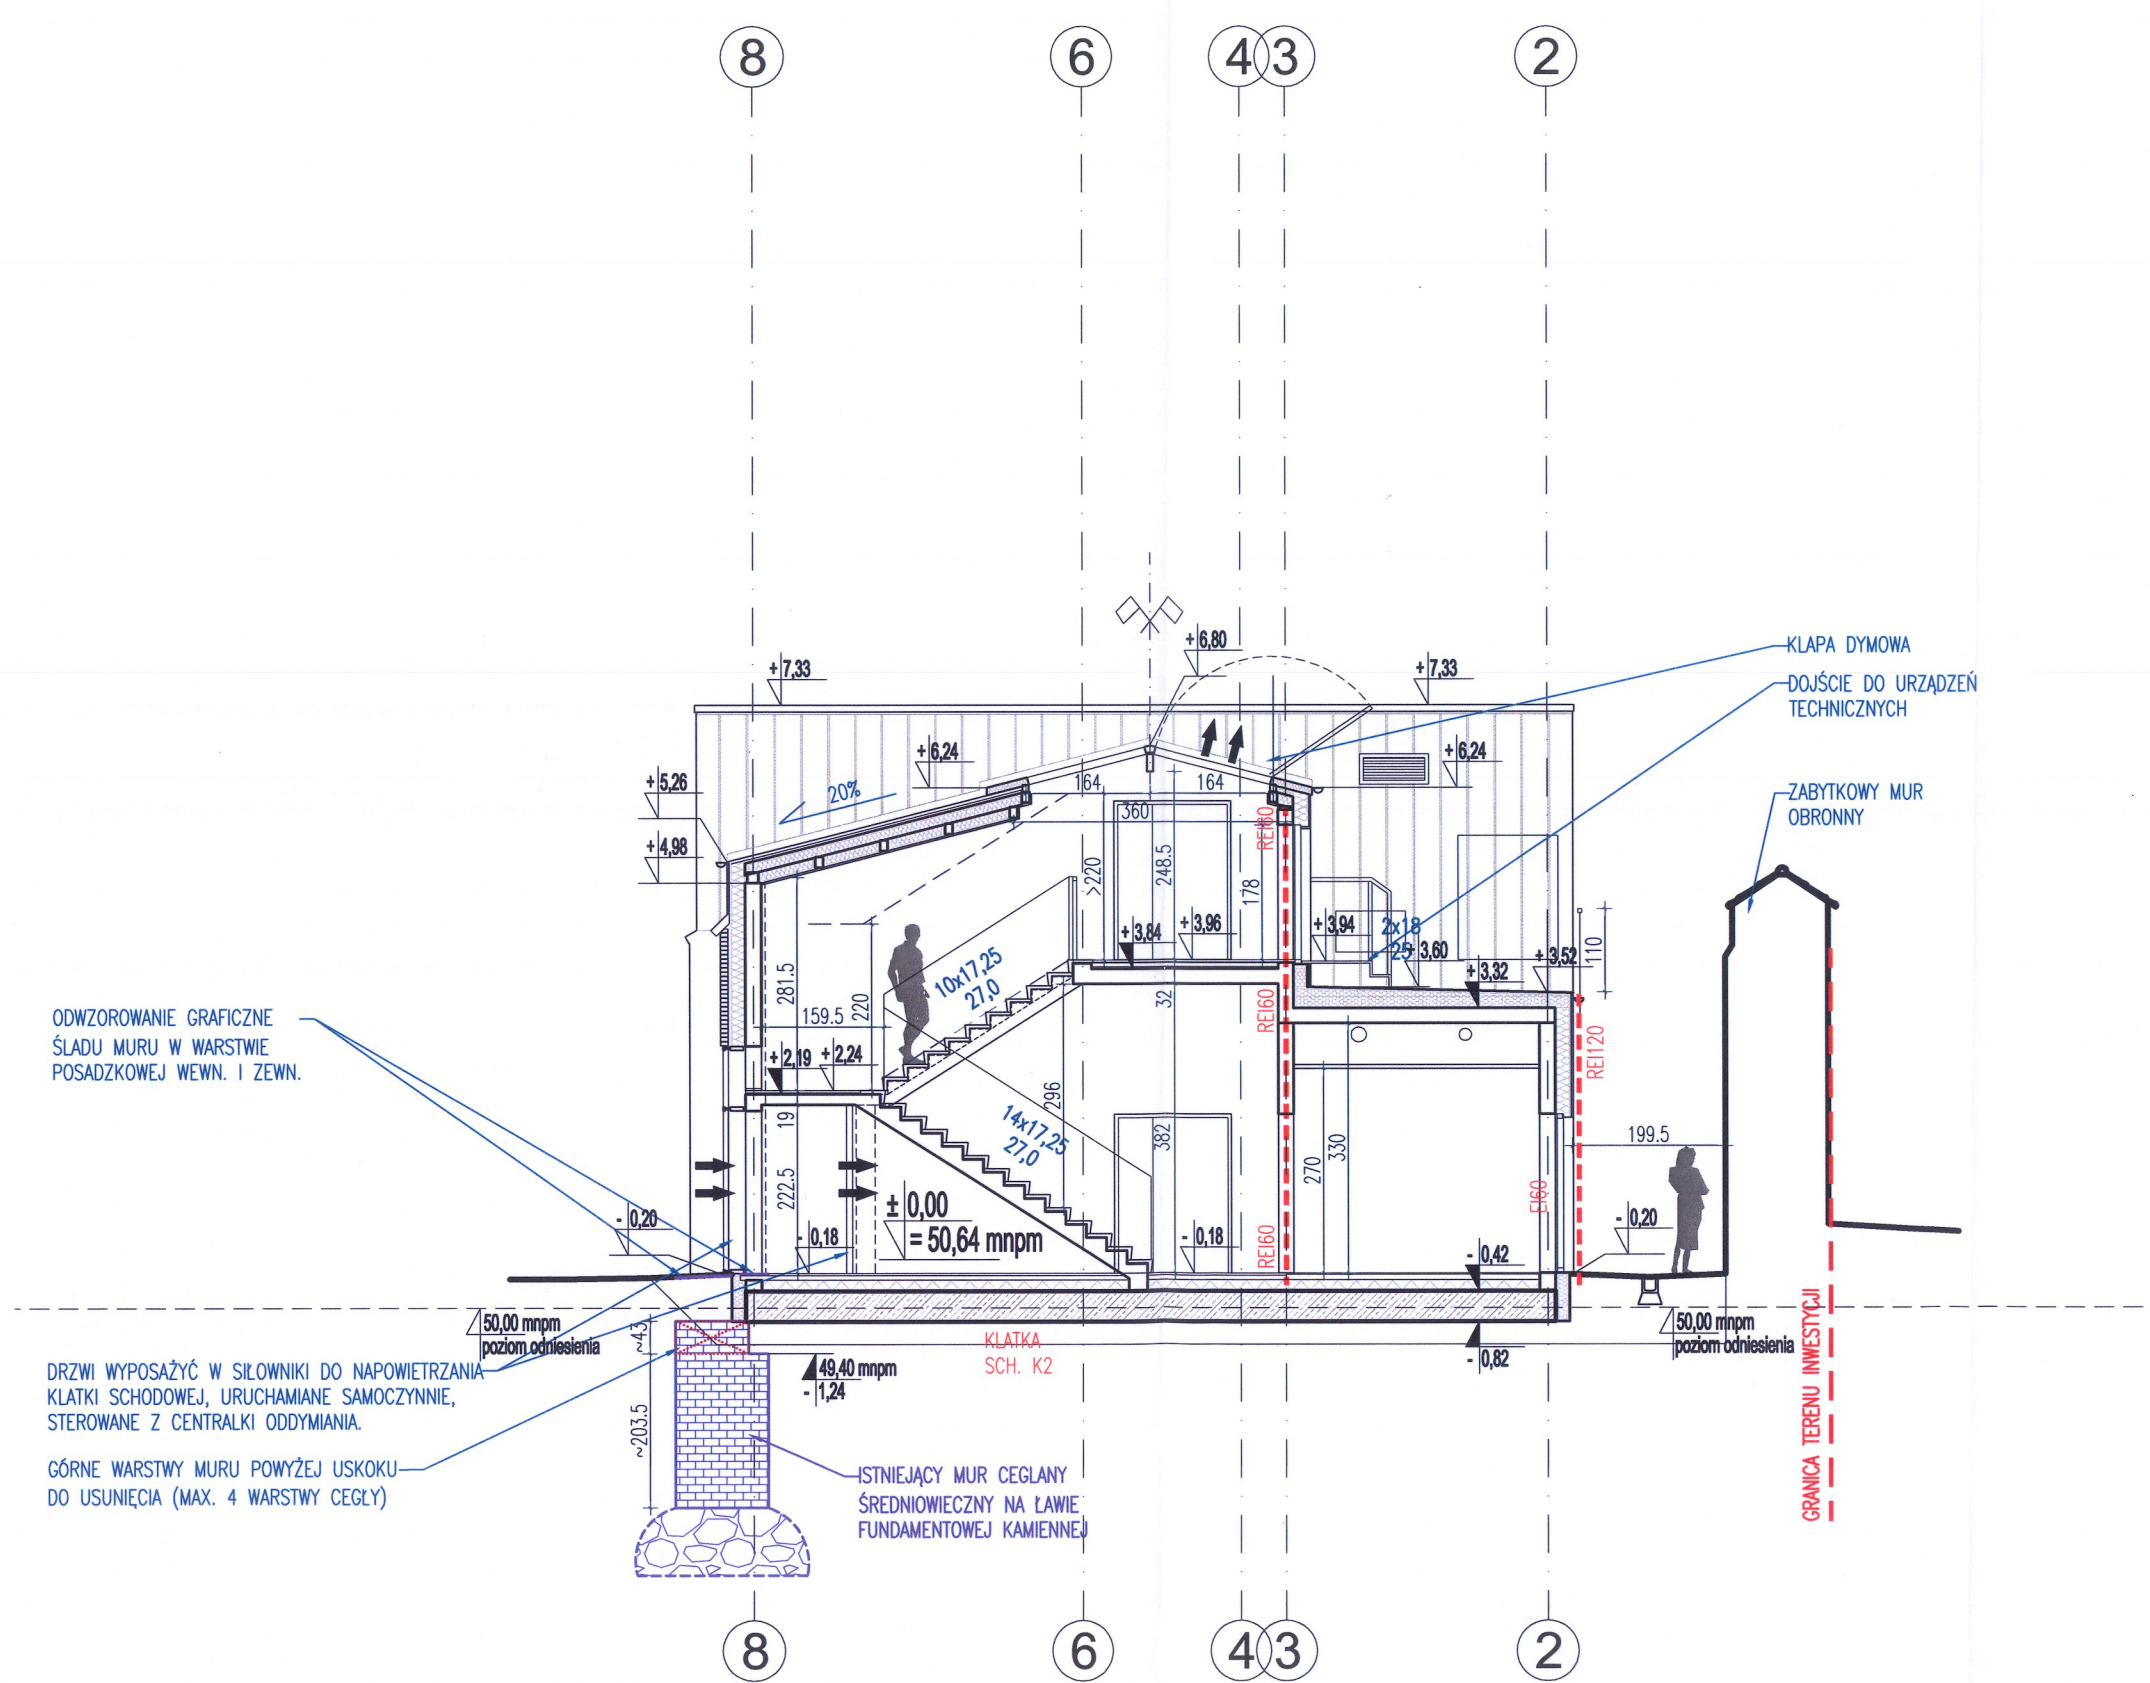 8 6 4 3 2
+ 6,80
KLAPA DYMOWA
+ 7,33
+ 7,33
DOJŚCIE DO URZĄDZEŃ
TECHNICZNYCH
+ 6,24
+ 6,24
+ 5,26
20%
164
164
360
REI60
ZABYTKOWY MUR
OBRONNY
+ 4,98
>220
248.5
178
+ 3,84
+ 3,96
+ 3,94
2x18
25
+ 3,60
+ 3,32
+ 3,52
110
281.5
159.5
220
10x17,25
27,0
32
REI60
REI120
ODWZOROWANIE GRAFICZNE
ŚLADU MURU W WARSTWIE
POSADZKOWEJ WEWN. I ZEWN.
+ 2,19
+ 2,24
19
296
14x17,25
27,0
382
270
330
199.5
222.5
EI60
± 0,00
= 50,64 mnpm
- 0,20
- 0,18
- 0,18
REI60
- 0,42
- 0,20
50,00 mnpm
poziom odniesienia
50,00 mnpm
poziom odniesienia
~43
KLATKA
SCH. K2
- 0,82
49,40 mnpm
- 1,24
DRZWI WYPOSAŻYĆ W SIŁOWNIKI DO NAPOWIETRZANIA
KLATKI SCHODOWEJ, URUCHAMIANE SAMOCZYNNIE,
STEROWANE Z CENTRALKI ODDYMIANIA.
~203.5
GÓRNE WARSTWY MURU POWYŻEJ USKOKU
DO USUNIĘCIA (MAX. 4 WARSTWY CEGŁY)
ISTNIEJĄCY MUR CEGLANY
ŚREDNIOWIECZNY NA ŁAWIE
FUNDAMENTOWEJ KAMIENNEJ
GRANICA TERENU INWESTYCJI
8 6 4 3 2